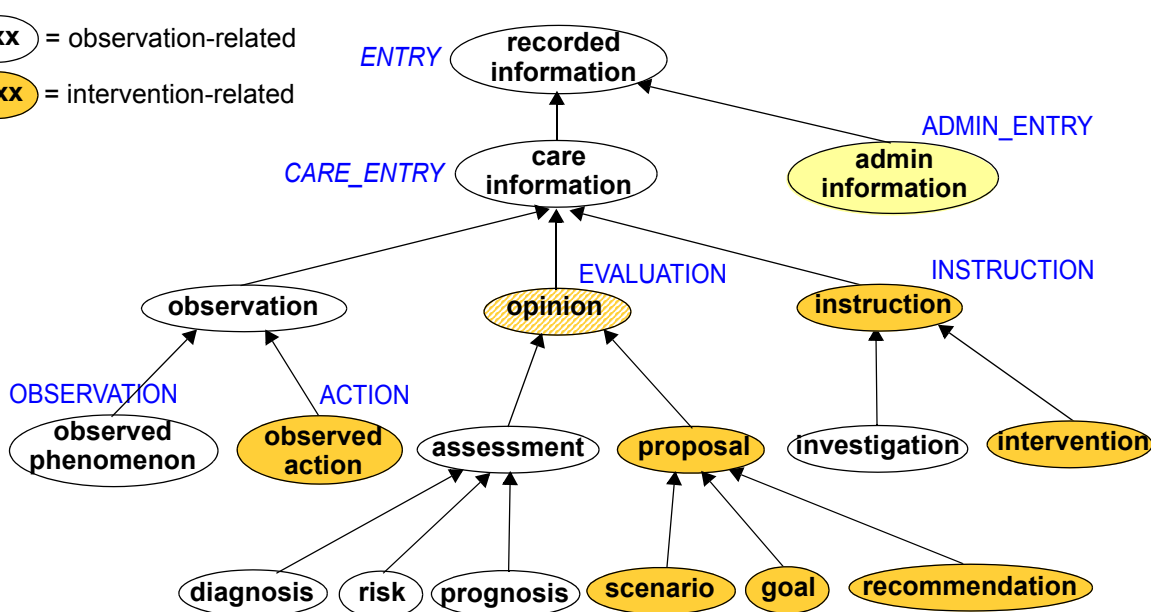 xx = observation-related
xx = intervention-related
ENTRY
recorded
information
ADMIN_ENTRY
admin
information
CARE_ENTRY
care
information
EVALUATION
INSTRUCTION
observation
opinion
instruction
OBSERVATION
ACTION
observed
phenomenon
observed
action
assessment
proposal
investigation
intervention
diagnosis
risk
prognosis
scenario
goal
recommendation